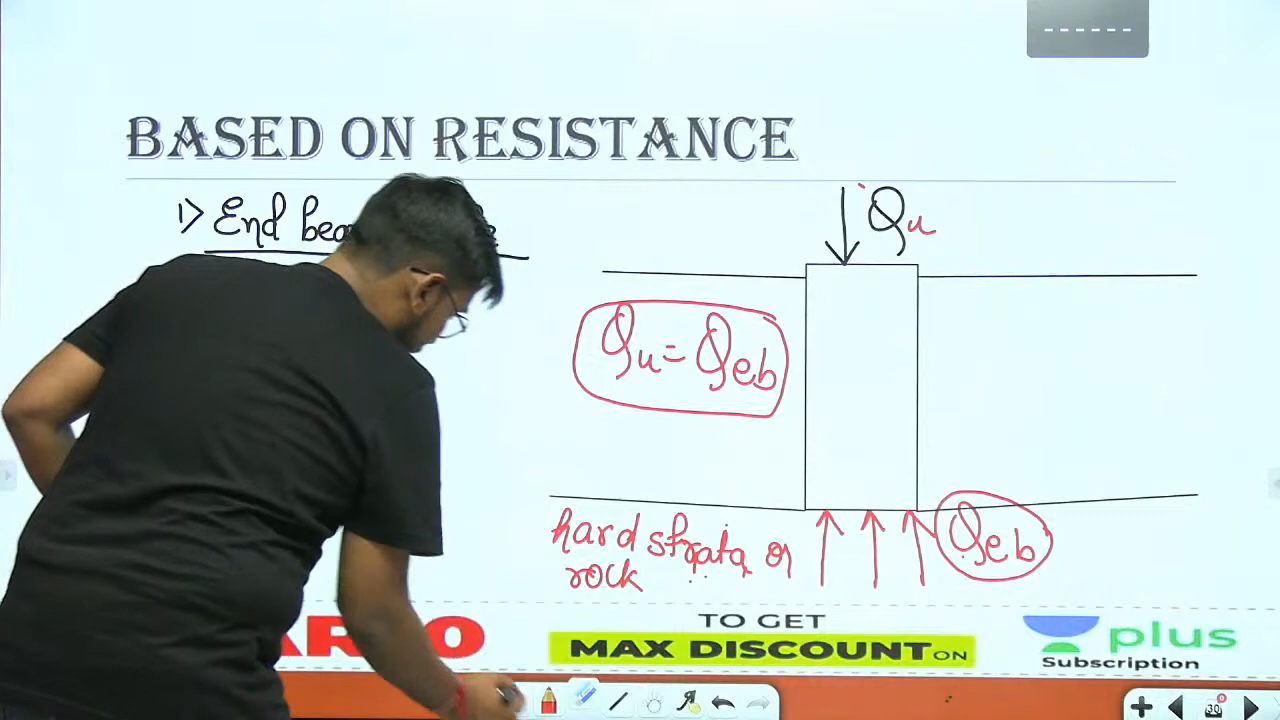 BASED ON RESISTANCE
1> End
Qu
Qu = Qeb
hard strata or
rock
Qeb
TO GET
MAX DISCOUNT ON
plus
Subscription
30